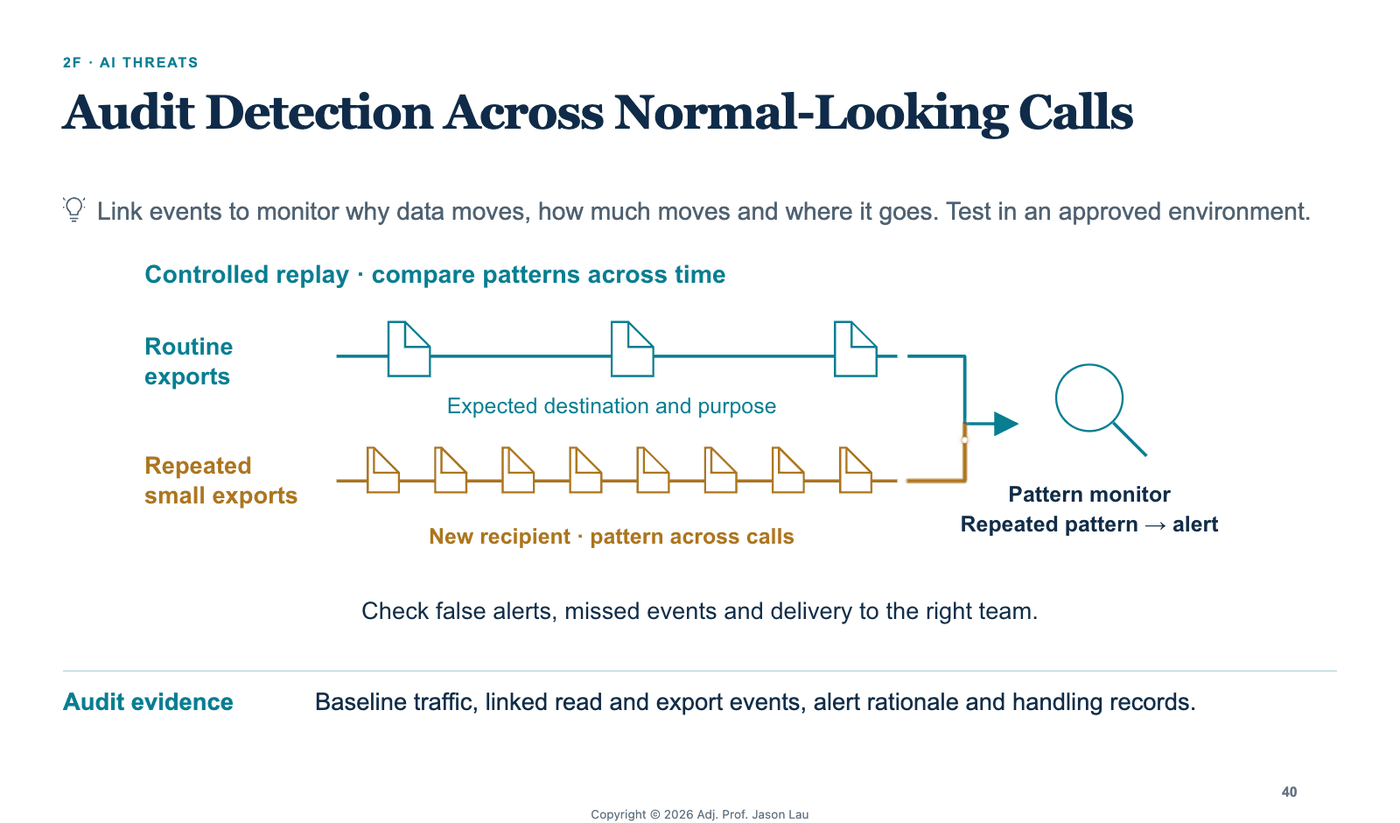 2F · AI THREATS
Audit Detection Across Normal-Looking Calls
Link events to monitor why data moves, how much moves and where it goes. Test in an approved environment.
Controlled replay · compare patterns across time
Routine
exports
Expected destination and purpose
Repeated
small exports
New recipient · pattern across calls
Pattern monitor
Repeated pattern → alert
Check false alerts, missed events and delivery to the right team.
Audit evidence
Baseline traffic, linked read and export events, alert rationale and handling records.
40
Copyright © 2026 Adj. Prof. Jason Lau